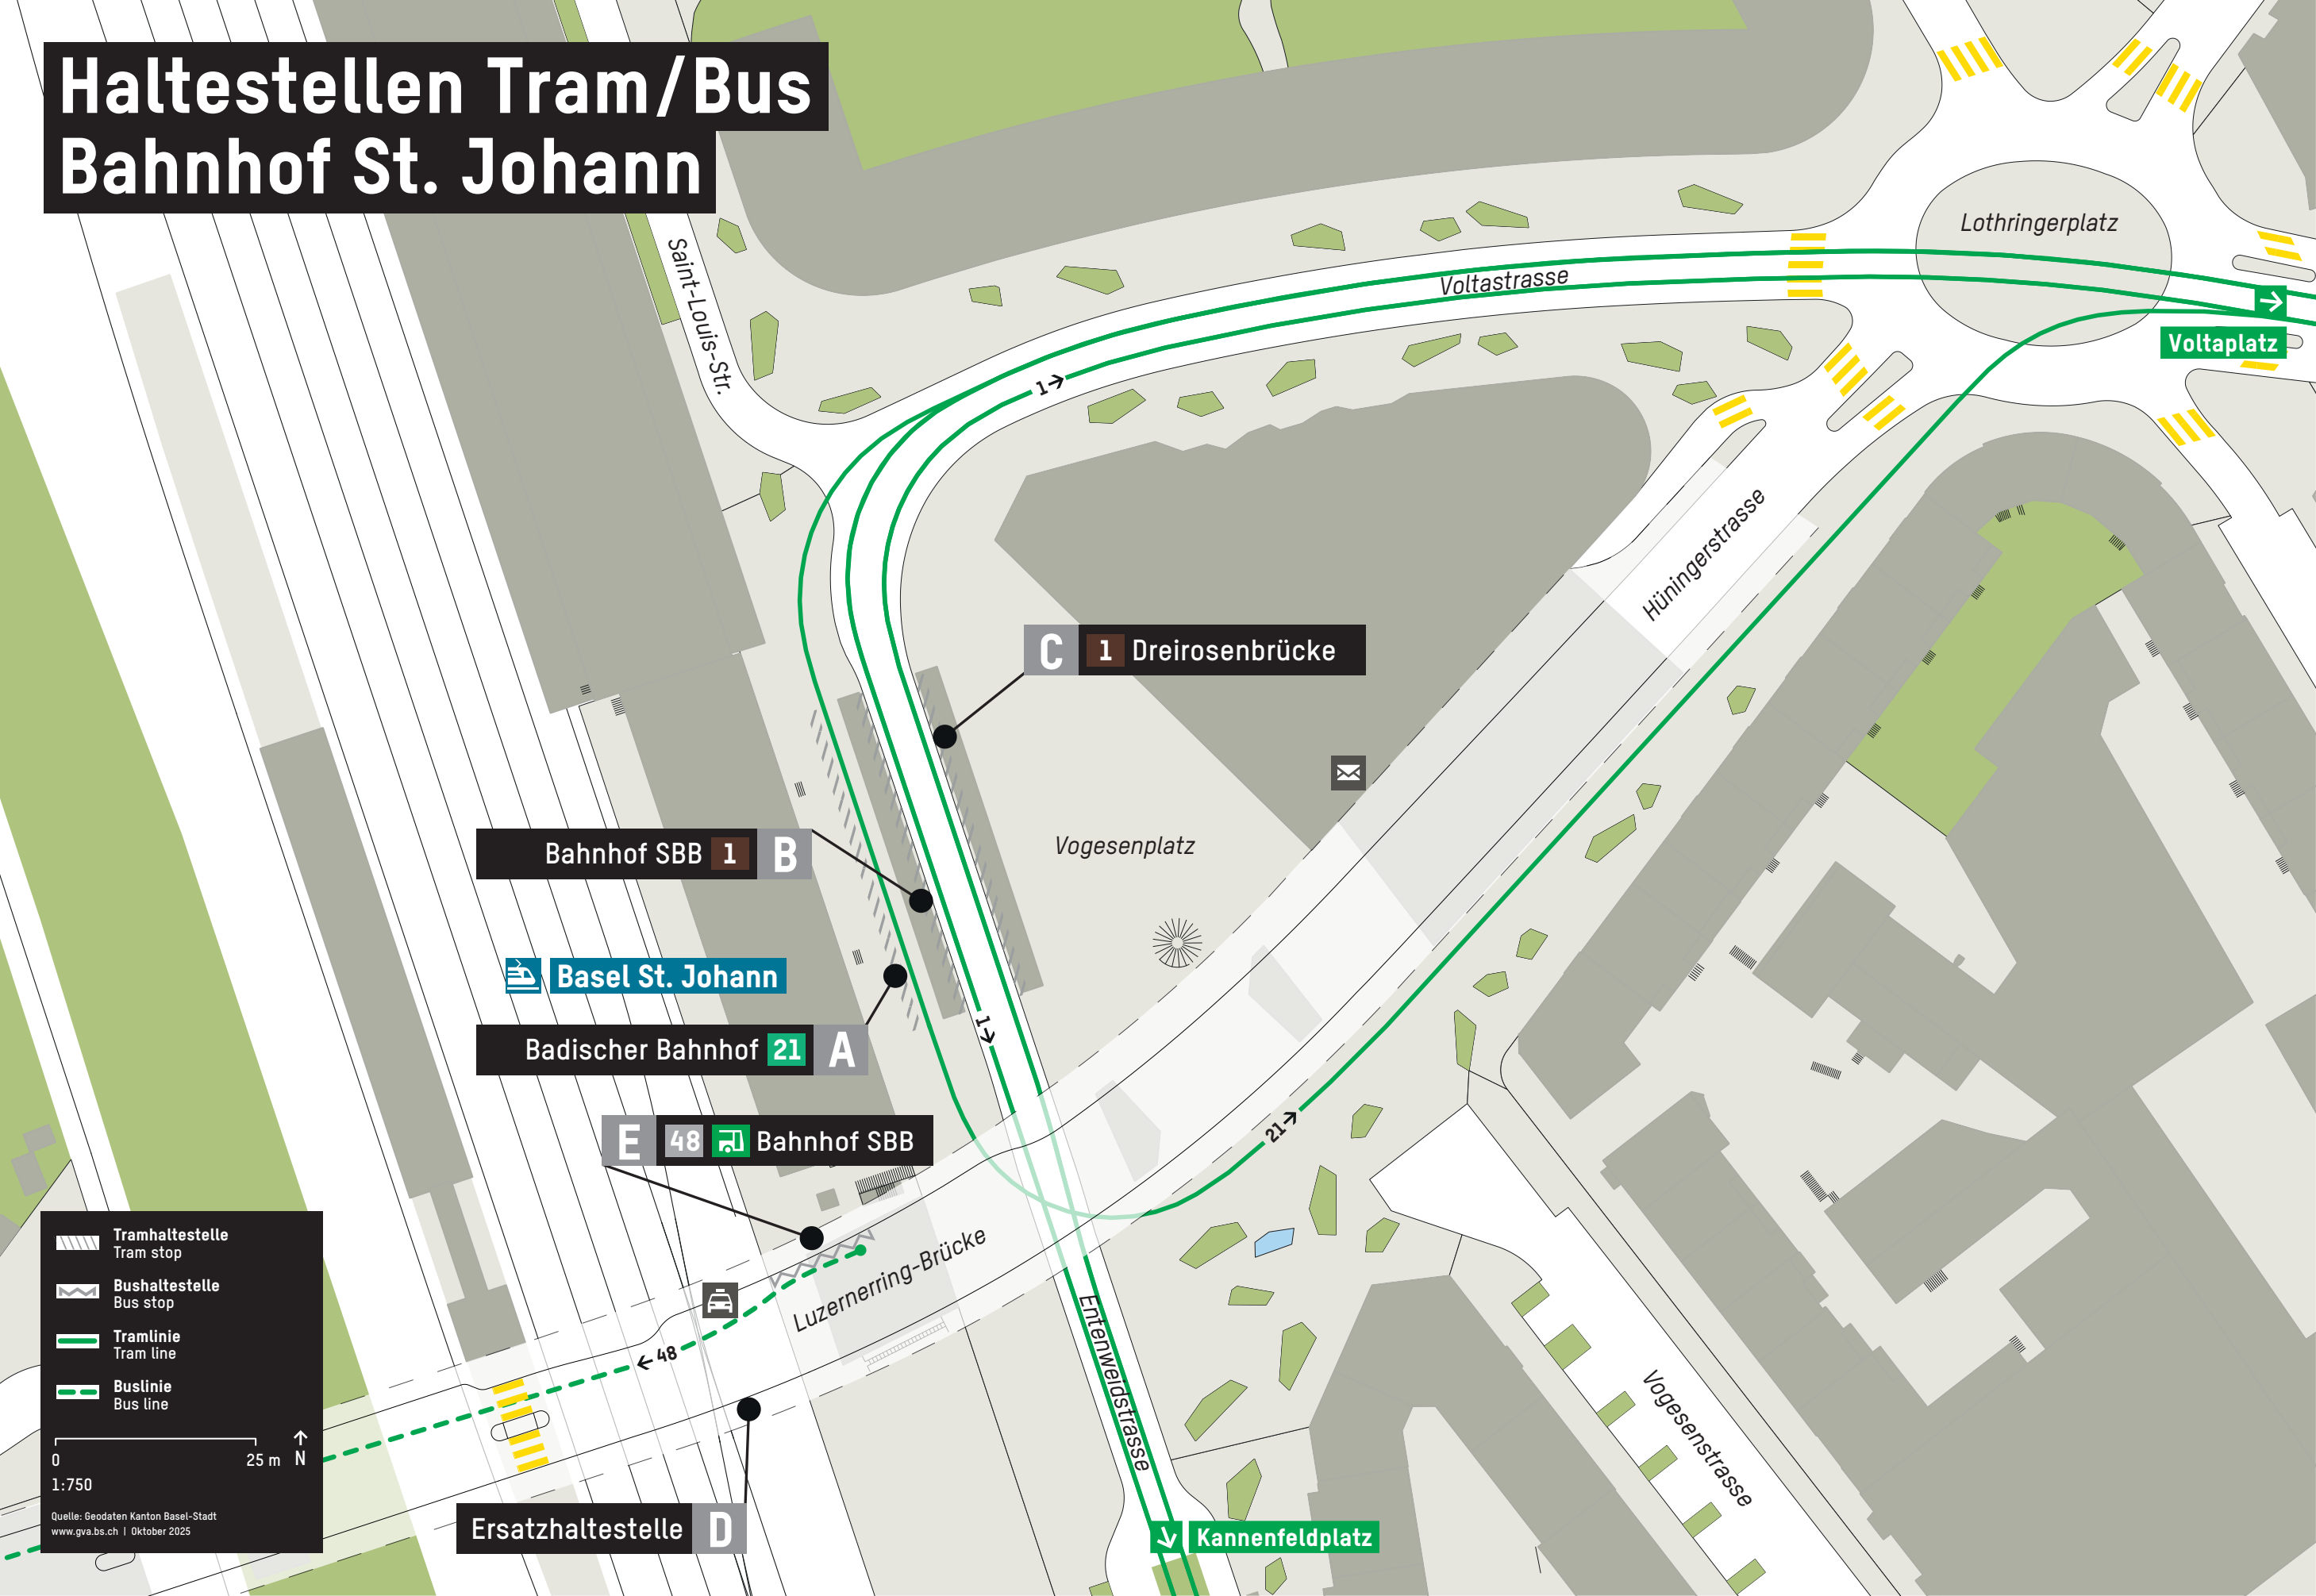 Haltestellen Tram/Bus
Bahnhof St. Johann
Lothringerplatz
Saint-Louis-Str.
Voltastrasse
Voltaplatz
1
Hüningerstrasse
C 1 Dreirosenbrücke
Bahnhof SBB 1 B
Vogesenplatz
Basel St. Johann
1
Badischer Bahnhof 21 A
21
E 48 Bahnhof SBB
Luzernerring-Brücke
48
Entenweidstrasse
Vogesenstrasse
Ersatzhaltestelle D
Kannenfeldplatz
Tramhaltestelle
Tram stop
Bushaltestelle
Bus stop
Tramlinie
Tram line
Buslinie
Bus line
0 25 m N
1:750
Quelle: Geodaten Kanton Basel-Stadt
www.gva.bs.ch | Oktober 2025